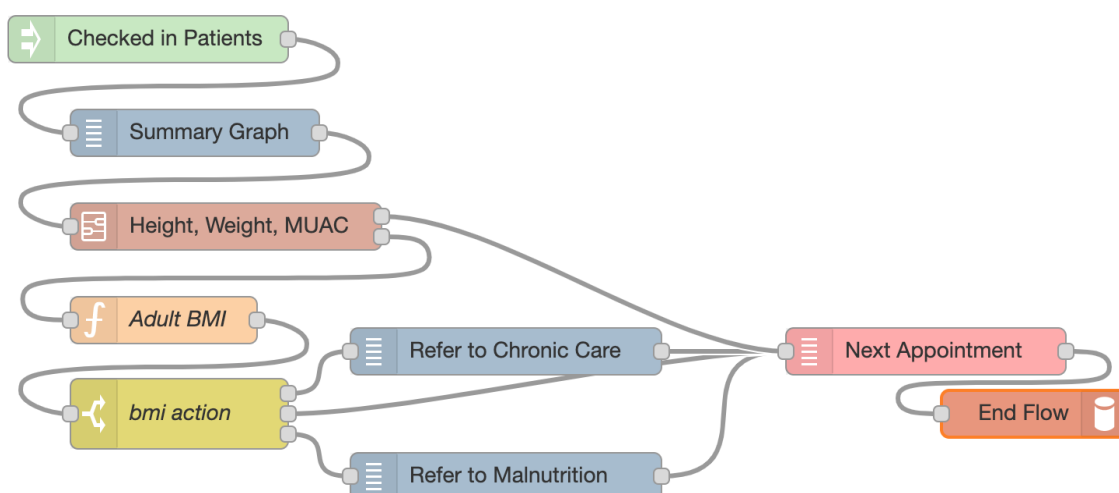 Checked in Patients
Summary Graph
Height, Weight, MUAC
Adult BMI
Refer to Chronic Care
Next Appointment
bmi action
End Flow
Refer to Malnutrition